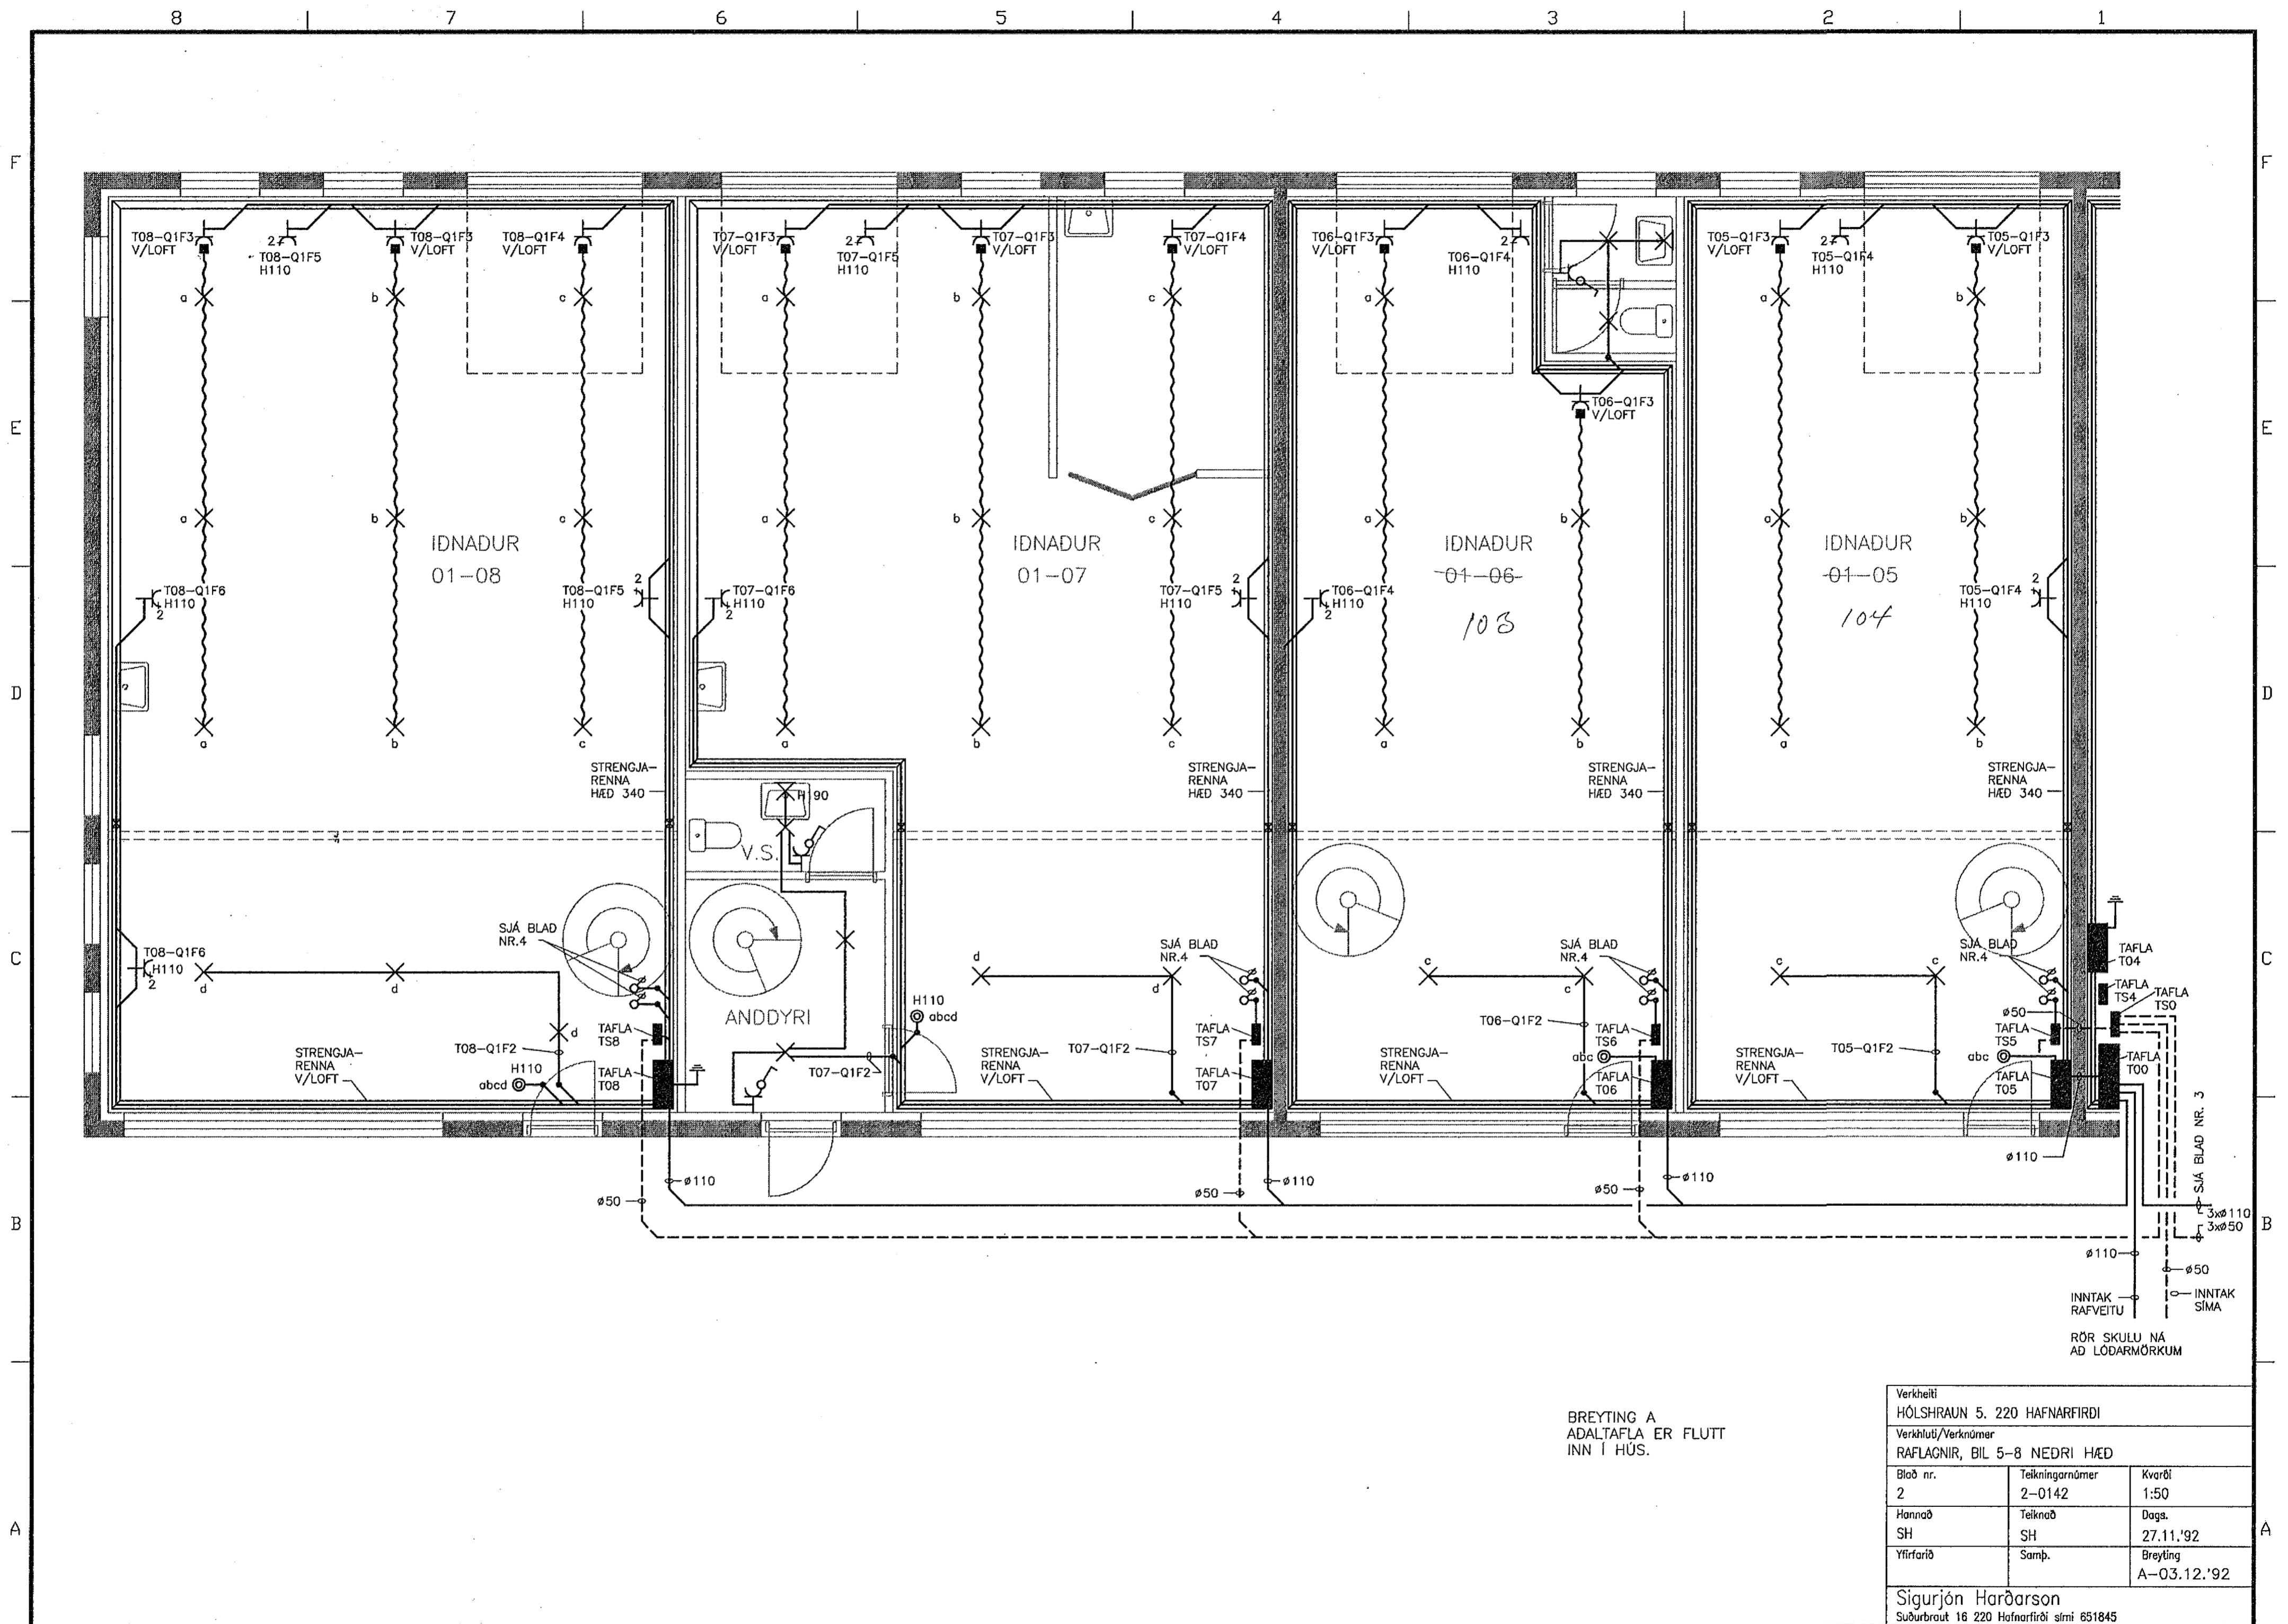 8 7 6 5 4 3 2 1
F
F
T08-Q1F3
V/LOFT
2
T08-Q1F5
H110
T08-Q1F3
V/LOFT
T08-Q1F4
V/LOFT
T07-Q1F3
V/LOFT
2
T07-Q1F5
H110
T07-Q1F3
V/LOFT
T07-Q1F4
V/LOFT
T06-Q1F3
V/LOFT
2
T06-Q1F4
H110
T05-Q1F3
V/LOFT
2
T05-Q1F4
H110
T05-Q1F3
V/LOFT
a b c a b c a a b
T06-Q1F3
V/LOFT
E
E
a b a a b c a b a b
IDNADUR
01-08
IDNADUR
01-07
IDNADUR
01-06
103
IDNADUR
01-05
104
T08-Q1F6
H110
2
2
T08-Q1F5
H110
T07-Q1F6
H110
2
2
T07-Q1F5
H110
T06-Q1F4
H110
2
2
T05-Q1F4
H110
D
D
a b c a b c a b a b
STRENGJA-
RENNA
HÆD 340
STRENGJA-
RENNA
HÆD 340
STRENGJA-
RENNA
HÆD 340
STRENGJA-
RENNA
HÆD 340
H190
V.S.
C
C
T08-Q1F6
H110
2
d d d
SJÁ BLAD
NR.4
SJÁ BLAD
NR.4
SJÁ BLAD
NR.4
SJÁ BLAD
NR.4
d d
c c
c c
TAFLA
T04
TAFLA
TS4
TAFLA
TS0
ø50
ANDDYRI
H110
abcd
TAFLA
TS8
TAFLA
TS7
TAFLA
TS6
TAFLA
TS5
T08-Q1F2
H110
abcd
T07-Q1F2
T07-Q1F2
T06-Q1F2
abc
T05-Q1F2
abc
STRENGJA-
RENNA
V/LOFT
STRENGJA-
RENNA
V/LOFT
STRENGJA-
RENNA
V/LOFT
STRENGJA-
RENNA
V/LOFT
TAFLA
T08
TAFLA
T07
TAFLA
T06
TAFLA
T05
TAFLA
T00
ø110
SJÁ BLAD NR. 3
ø50
ø110
ø50
ø110
ø50
ø110
B
B
3xø110
3xø50
ø110
ø50
INNTAK
RAFVEITU
INNTAK
SÍMA
RÖR SKULU NÁ
AD LÓDARMÖRKUM
BREYTING A
ADALTAFLA ER FLUTT
INN Í HÚS.
A
A
Verkheiti
HÓLSHRAUN 5. 220 HAFNARFIRDI
Verkhluti/Verknúmer
RAFLAGNIR, BIL 5-8 NEDRI HÆD
Blað nr. Teikningarnúmer Kvarði
2 2-0142 1:50
Hannað Teiknað Dags.
SH SH 27.11.'92
Yfirfarið Samþ. Breyting
A-03.12.'92
Sigurjón Harðarson
Suðurbraut 16 220 Hafnarfirði sími 651845